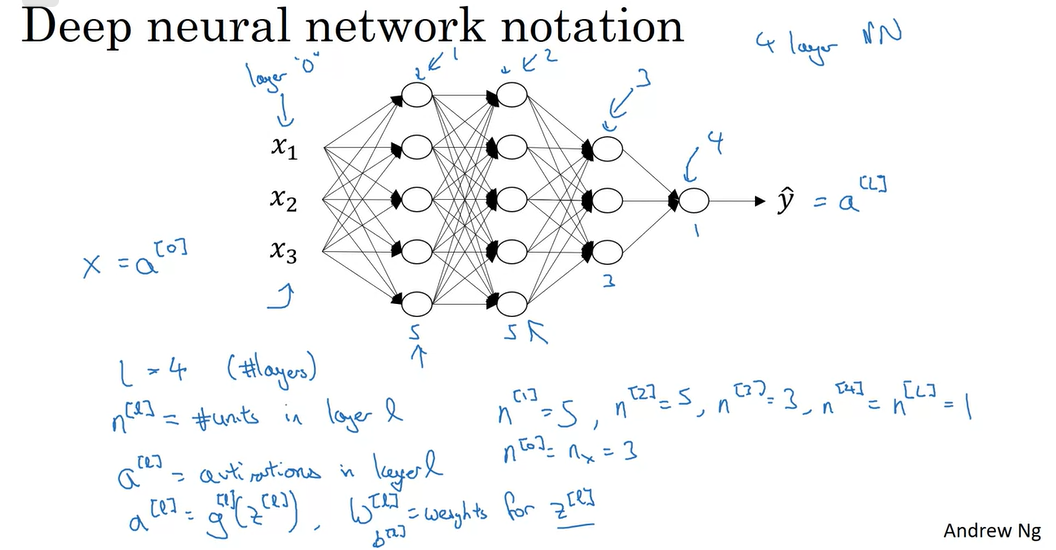 Deep neural network notation
4 layer NN
layer "0"
1
2
3
4
x₁
x₂
x₃
ŷ = a^[L]
X = a^[0]
5
5
3
1
L = 4 (#layers)
n^[l] = #units in layer l
n^[1] = 5, n^[2] = 5, n^[3] = 3, n^[4] = n^[L] = 1
n^[0] = n_x = 3
a^[l] = activations in layer l
a^[l] = g^[l](z^[l]), W^[l] = weights for z^[l]
b^[l]
Andrew Ng